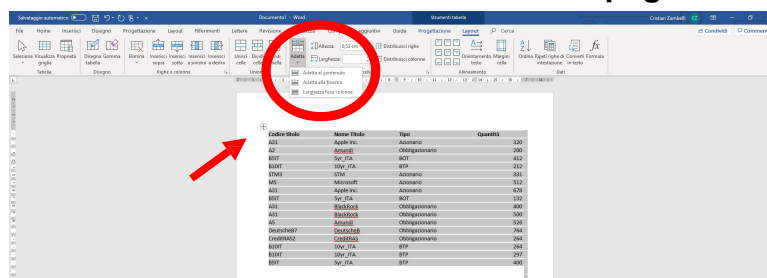 Salvataggio automatico Documento1 - Word Strumenti tabella Cristian Zambelli CZ
File Home Inserisci Disegno Progettazione Layout Riferimenti Lettere Revisione Guida Progettazione Layout Cerca Condividi Commenti
Seleziona Visualizza griglia Proprietà Disegna tabella Gomma Elimina Inserisci sopra Inserisci sotto Inserisci a sinistra Inserisci a destra Unisci celle Adatta Altezza: 0,53 cm Distribuisci righe Larghezza: Distribuisci colonne Orientamento testo Margini cella Ordina Ripeti righe di intestazione Converti in testo Formula
Tabella Disegno Righe e colonne Allineamento Dati
Adatta al contenuto
Adatta alla finestra
Larghezza fissa colonne
Codice titolo Nome Titolo Tipo Quantità
A31 Apple Inc. Azionario 320
A2 Amundi Obbligazionario 200
B5IT 5yr_ITA BOT 412
B10IT 10yr_ITA BTP 212
STM3 STM Azionario 331
M5 Microsoft Azionario 512
A31 Apple Inc. Azionario 678
B5IT 5yr_ITA BOT 132
A31 BlackRock Obbligazionario 400
A31 BlackRock Obbligazionario 500
A5 Amundi Obbligazionario 526
DeutscheB7 DeutscheB Obbligazionario 764
CreditRAS2 CreditRAS Obbligazionario 264
B10IT 10yr_ITA BTP 284
B10IT 10yr_ITA BTP 297
B5IT 5yr_ITA BTP 400